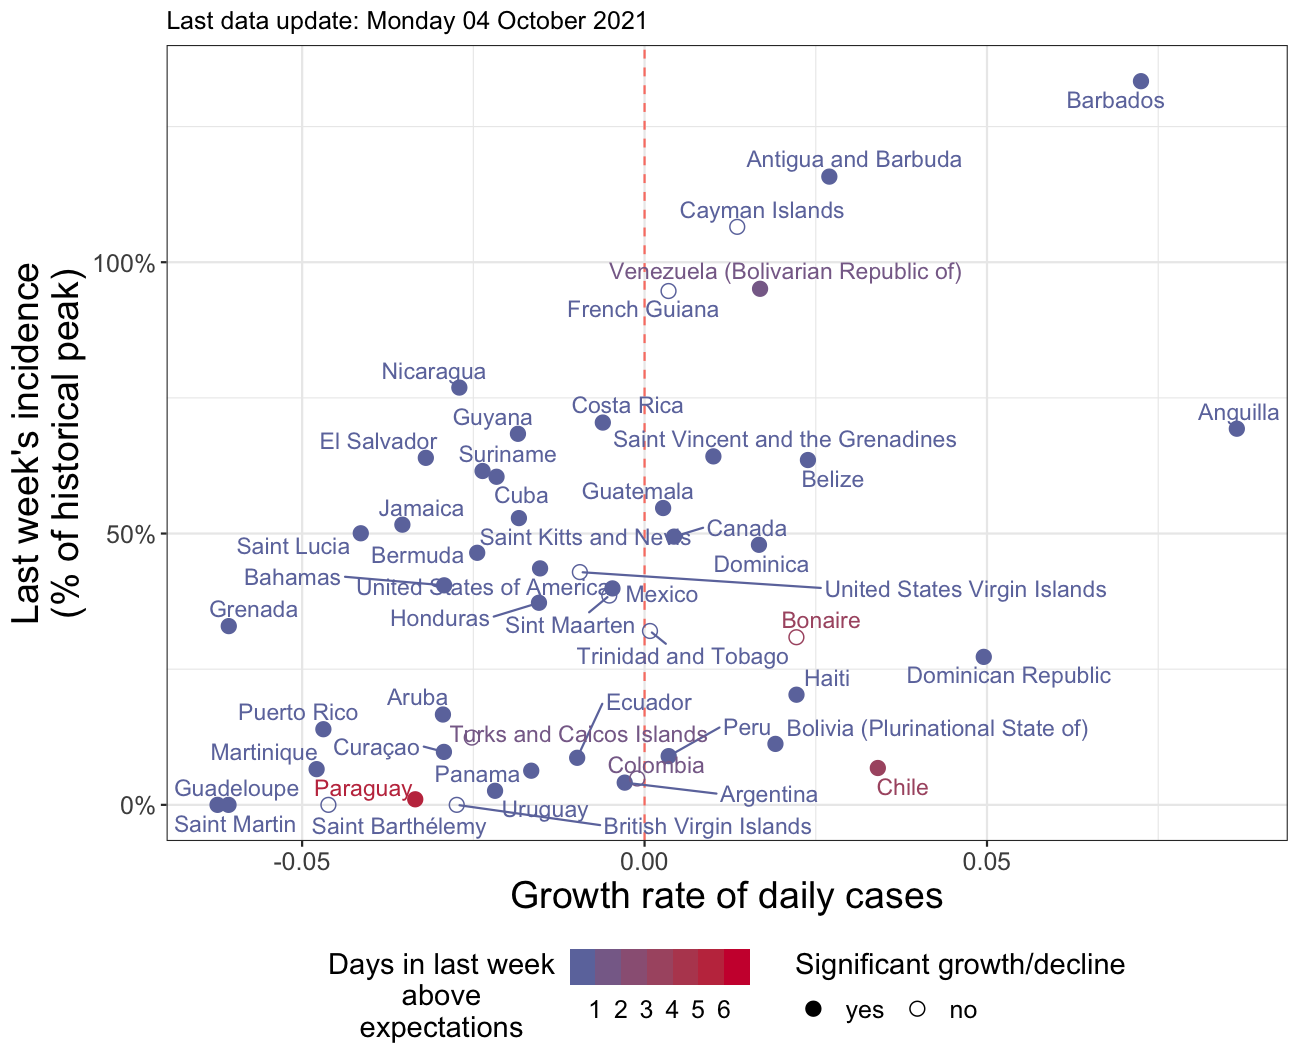 Last data update: Monday 04 October 2021
Last week's incidence
(% of historical peak)
100%
50%
0%
Barbados
Antigua and Barbuda
Cayman Islands
Venezuela (Bolivarian Republic of)
French Guiana
Nicaragua
Costa Rica
Anguilla
Guyana
El Salvador
Saint Vincent and the Grenadines
Suriname
Belize
Guatemala
Cuba
Jamaica
Canada
Saint Kitts and Nevis
Saint Lucia
Bermuda
Dominica
Bahamas
United States of America
United States Virgin Islands
Mexico
Grenada
Honduras
Sint Maarten
Bonaire
Trinidad and Tobago
Dominican Republic
Haiti
Aruba
Ecuador
Puerto Rico
Peru
Bolivia (Plurinational State of)
Turks and Caicos Islands
Curaçao
Martinique
Colombia
Panama
Guadeloupe
Paraguay
Chile
Argentina
Uruguay
Saint Martin
Saint Barthélemy
British Virgin Islands
-0.05
0.00
0.05
Growth rate of daily cases
Days in last week
above
expectations
1 2 3 4 5 6
Significant growth/decline
yes
no